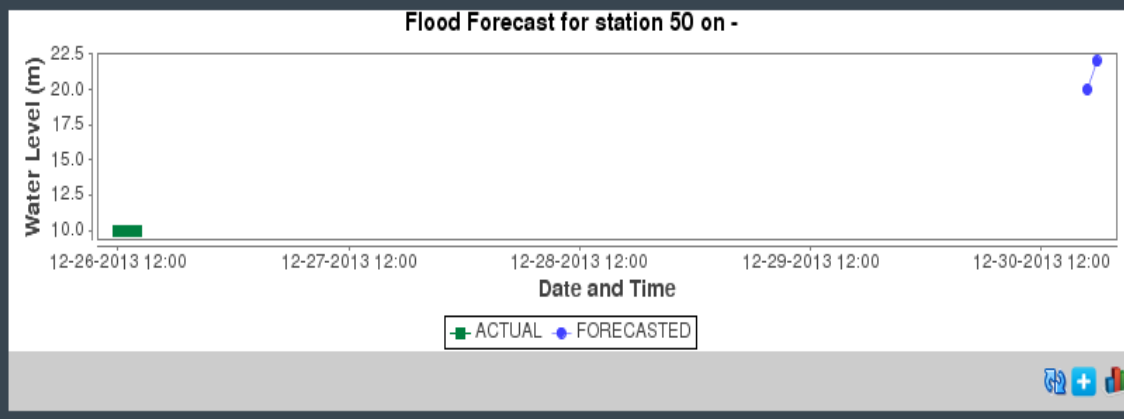 Flood Forecast for station 50 on -
Water Level (m)
22.5
20.0
17.5
15.0
12.5
10.0
12-26-2013 12:00 12-27-2013 12:00 12-28-2013 12:00 12-29-2013 12:00 12-30-2013 12:00
Date and Time
ACTUAL FORECASTED